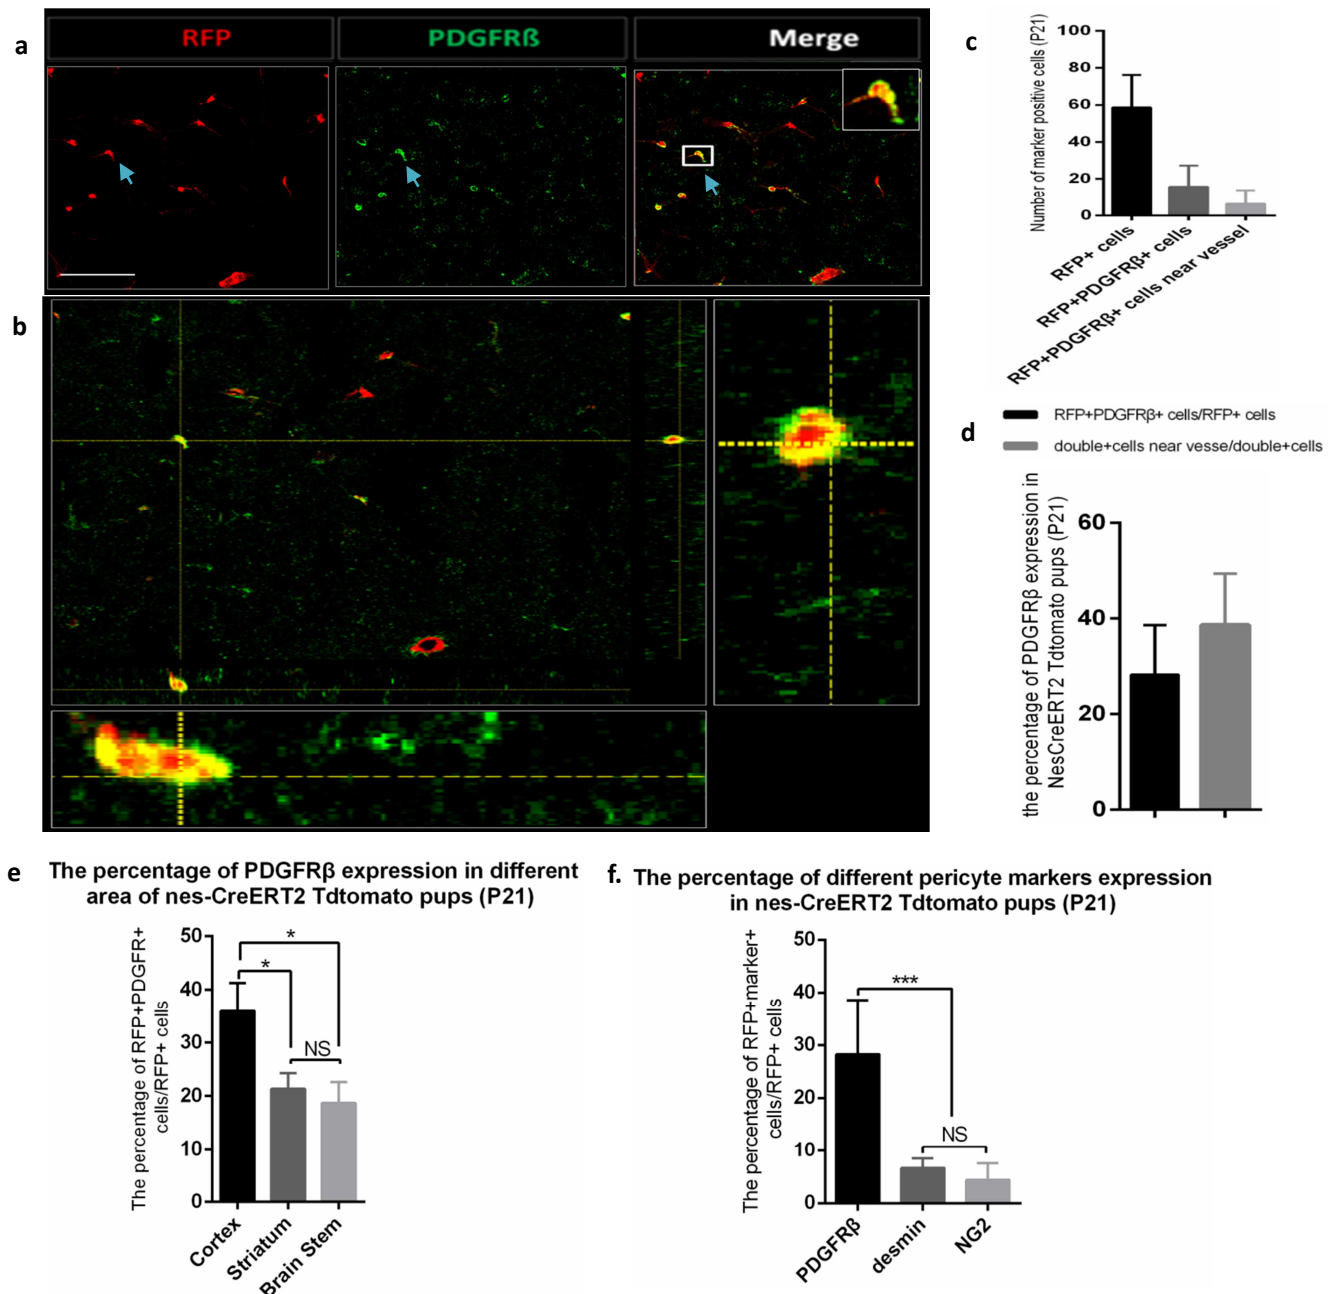 a
RFP
PDGFRß
Merge
b
c
Number of marker positive cells (P21)
100
80
60
40
20
0
RFP+ cells
RFP+PDGFRβ+ cells
RFP+PDGFRβ+ cells near vessel
d
RFP+PDGFRβ+ cells/RFP+ cells
double+cells near vesse/double+cells
the percentage of PDGFRβ expression in
NesCreERT2 Tdtomato pups (P21)
60
40
20
0
e
The percentage of PDGFRβ expression in different
area of nes-CreERT2 Tdtomato pups (P21)
The percentage of RFP+PDGFR+
cells/RFP+ cells
50
40
30
20
10
0
*
*
NS
Cortex
Striatum
Brain Stem
f.
The percentage of different pericyte markers expression
in nes-CreERT2 Tdtomato pups (P21)
The percentage of RFP+marker+
cells/RFP+ cells
50
40
30
20
10
0
***
NS
PDGFRβ
desmin
NG2